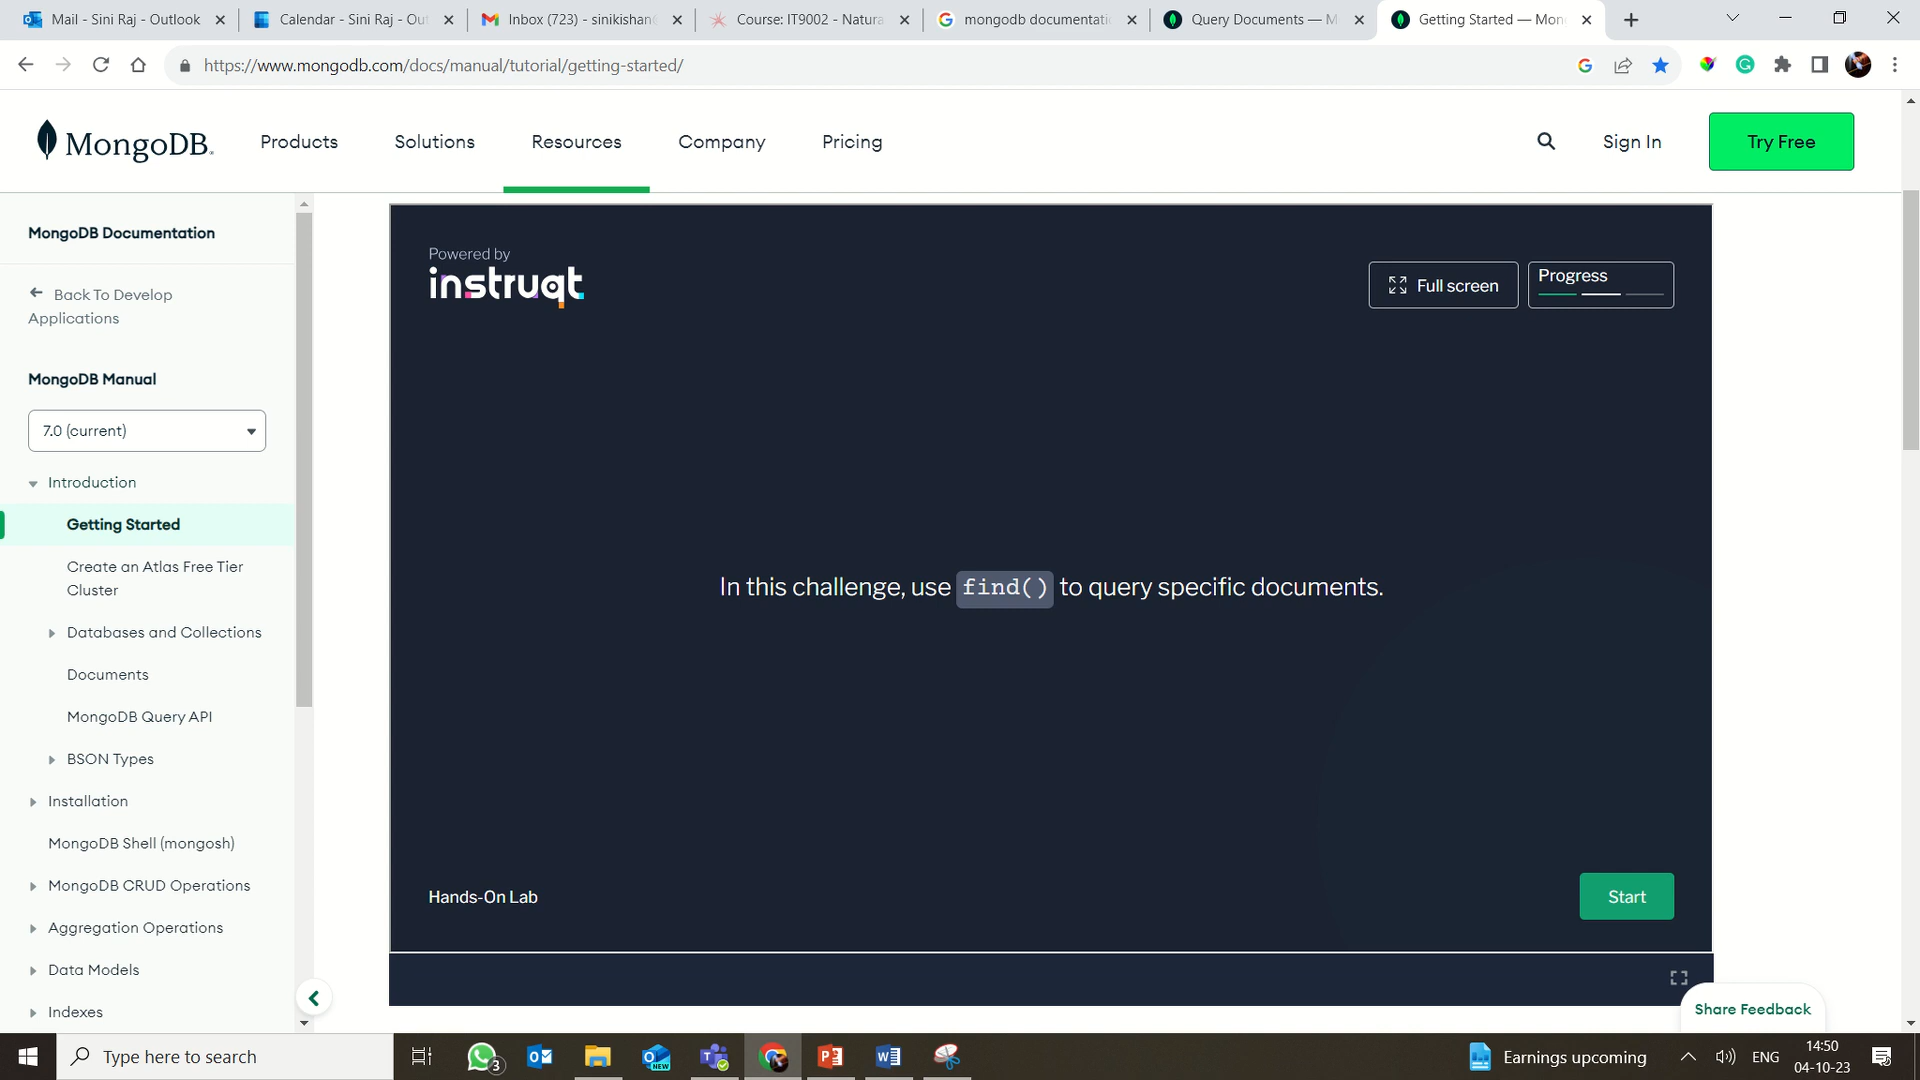 Mail - Sini Raj - Outlook
Calendar - Sini Raj - Out
Inbox (723) - sinikishan
Course: IT9002 - Natura
mongodb documentati
Query Documents — M
Getting Started — Mon
https://www.mongodb.com/docs/manual/tutorial/getting-started/
MongoDB.
Products
Solutions
Resources
Company
Pricing
Sign In
Try Free
MongoDB Documentation
Back To Develop
Applications
MongoDB Manual
7.0 (current)
Introduction
Getting Started
Create an Atlas Free Tier
Cluster
Databases and Collections
Documents
MongoDB Query API
BSON Types
Installation
MongoDB Shell (mongosh)
MongoDB CRUD Operations
Aggregation Operations
Data Models
Indexes
Powered by
instruqt
Full screen
Progress
In this challenge, use find() to query specific documents.
Hands-On Lab
Start
Share Feedback
Type here to search
3
NEW
Earnings upcoming
ENG
14:50
04-10-23